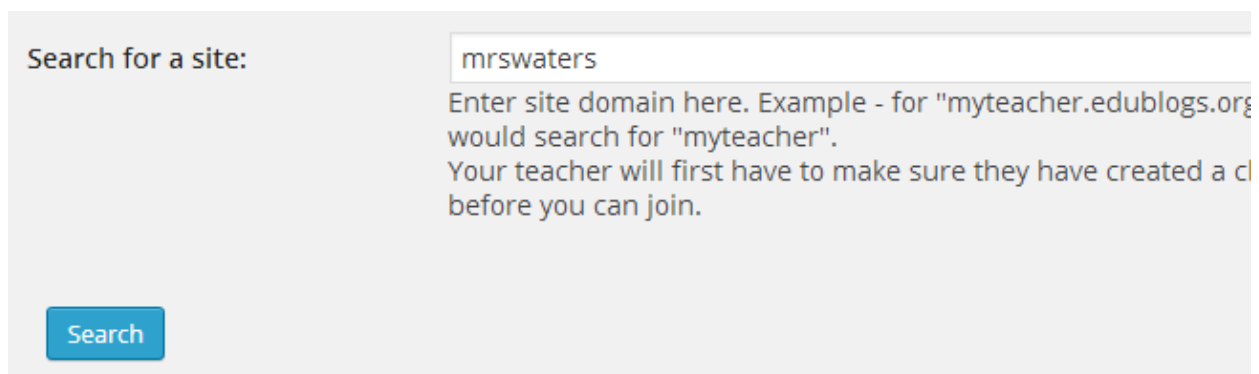 Search for a site:
mrswaters
Enter site domain here. Example - for "myteacher.edublogs.org
would search for "myteacher".
Your teacher will first have to make sure they have created a
before you can join.
Search